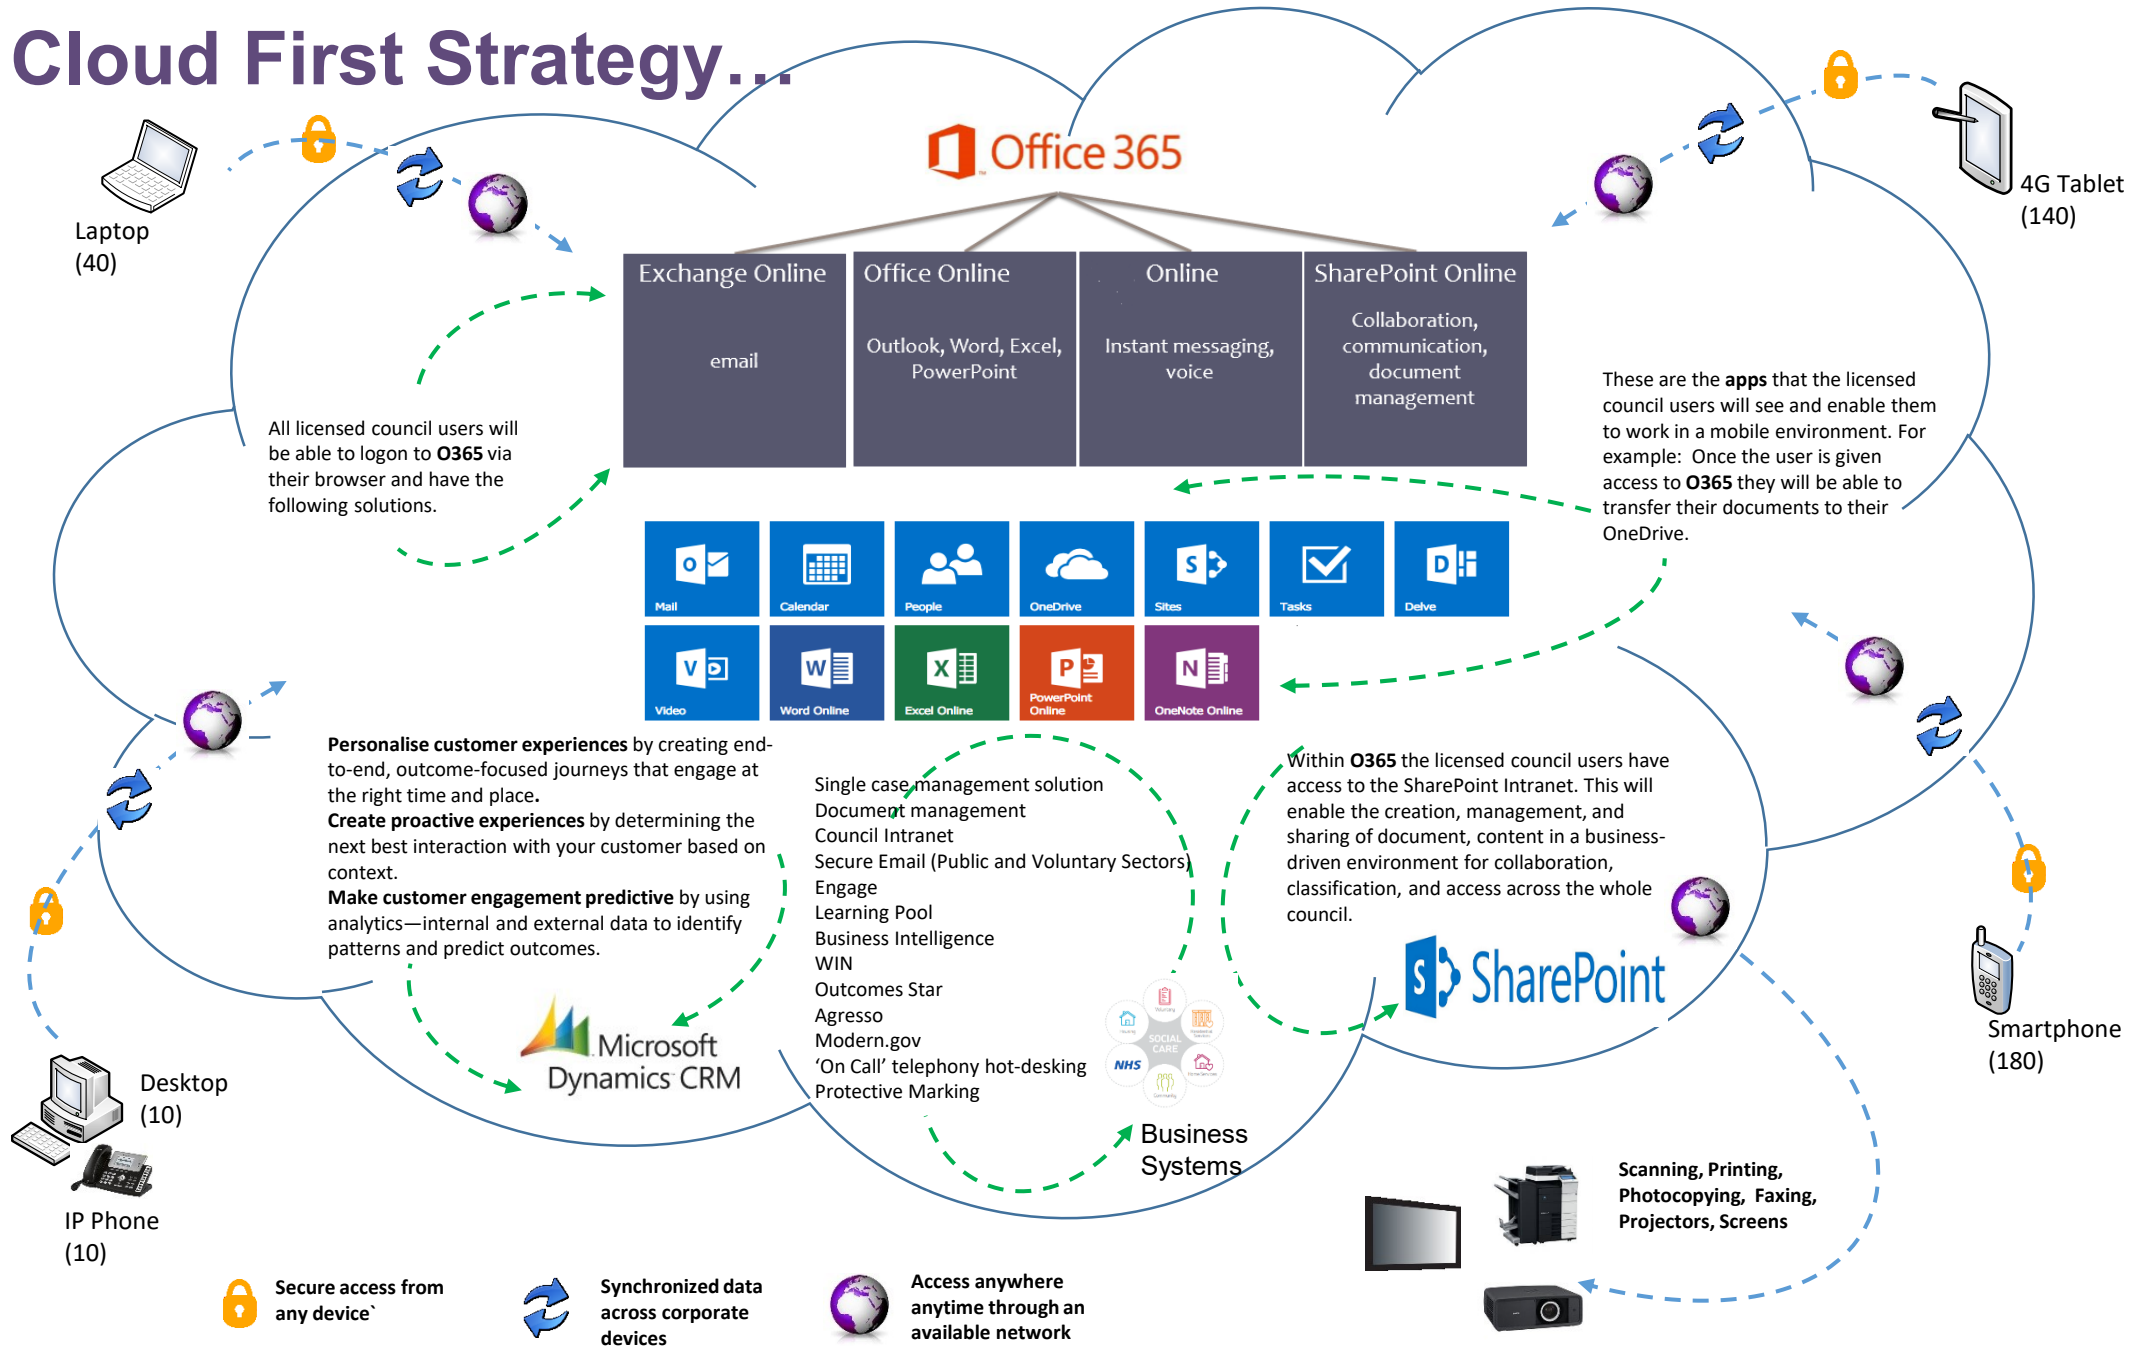 Cloud First Strategy...
Office 365
Laptop
(40)
4G Tablet
(140)
Exchange Online
email
Office Online
Outlook, Word, Excel,
PowerPoint
Online
Instant messaging,
voice
SharePoint Online
Collaboration,
communication,
document
management
All licensed council users will
be able to logon to O365 via
their browser and have the
following solutions.
These are the apps that the licensed
council users will see and enable them
to work in a mobile environment. For
example:  Once the user is given
access to O365 they will be able to
transfer their documents to their
OneDrive.
Mail
Calendar
People
OneDrive
Sites
Tasks
Delve
Video
Word Online
Excel Online
PowerPoint
Online
OneNote Online
Personalise customer experiences by creating end-
to-end, outcome-focused journeys that engage at
the right time and place.
Create proactive experiences by determining the
next best interaction with your customer based on
context.
Make customer engagement predictive by using
analytics—internal and external data to identify
patterns and predict outcomes.
Microsoft
Dynamics CRM
Single case management solution
Document management
Council Intranet
Secure Email (Public and Voluntary Sectors)
Engage
Learning Pool
Business Intelligence
WIN
Outcomes Star
Agresso
Modern.gov
‘On Call’ telephony hot-desking
Protective Marking
SOCIAL
CARE
NHS
Housing
Community
Business
Systems
Within O365 the licensed council users have
access to the SharePoint Intranet. This will
enable the creation, management, and
sharing of document, content in a business-
driven environment for collaboration,
classification, and access across the whole
council.
SharePoint
Smartphone
(180)
Desktop
(10)
IP Phone
(10)
Scanning, Printing,
Photocopying,  Faxing,
Projectors, Screens
Secure access from
any device`
Synchronized data
across corporate
devices
Access anywhere
anytime through an
available network